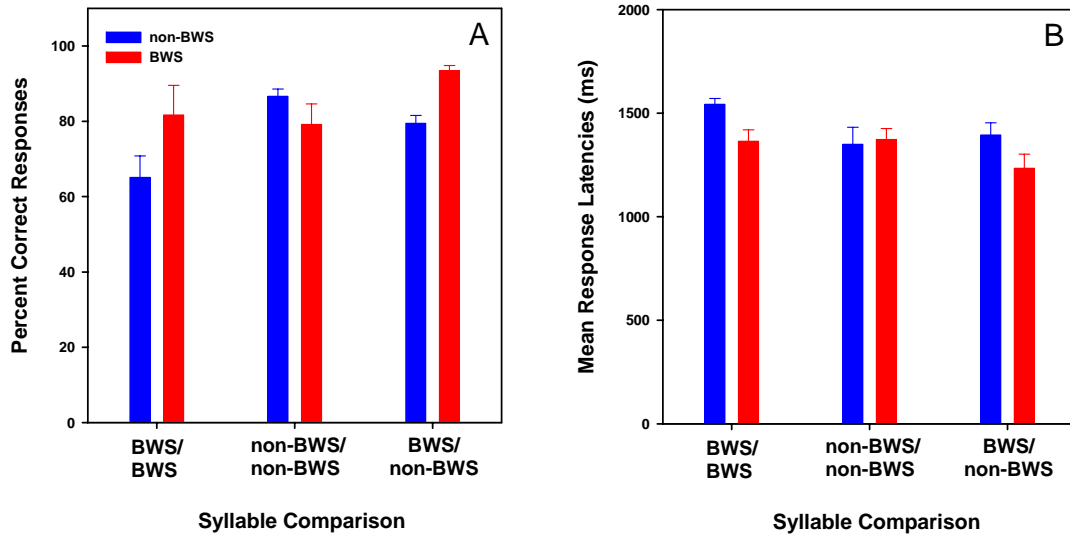 A
non-BWS
BWS
Percent Correct Responses
100
80
60
40
20
0
BWS/
BWS
non-BWS/
non-BWS
BWS/
non-BWS
Syllable Comparison
B
Mean Response Latencies (ms)
2000
1500
1000
500
0
BWS/
BWS
non-BWS/
non-BWS
BWS/
non-BWS
Syllable Comparison